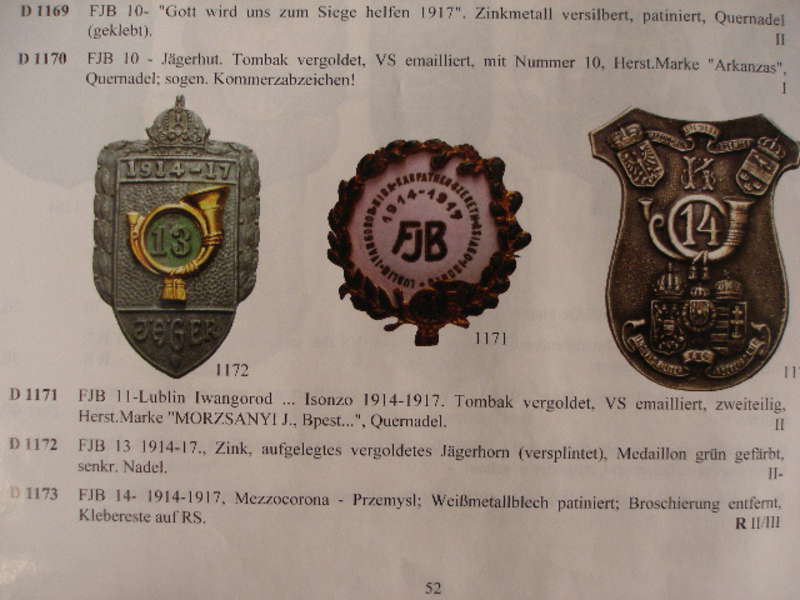 D 1169 FJB 10- "Gott wird uns zum Siege helfen 1917". Zinkmetall versilbert, patiniert, Quernadel
(geklebt). II
D 1170 FJB 10 - Jägerhut. Tombak vergoldet, VS emailliert, mit Nummer 10, Herst.Marke "Arkanzas",
Quernadel; sogen. Kommerzabzeichen! I
1914-17
13
JÄGER
1172
LUBLIN-IWANGOROD
KARPATHEN
ASIAGO
1914-1917
FJB
1171
K
14
D 1171 FJB 11-Lublin Iwangorod ... Isonzo 1914-1917. Tombak vergoldet, VS emailliert, zweiteilig,
Herst.Marke "MORZSANYI J., Bpest...", Quernadel. II
D 1172 FJB 13 1914-17., Zink, aufgelegtes vergoldetes Jägerhorn (versplintet), Medaillon grün gefärbt,
senkr. Nadel. II-
D 1173 FJB 14- 1914-1917, Mezzocorona - Przemysl; Weißmetallblech patiniert; Broschierung entfernt,
Klebereste auf RS. R II/III
52